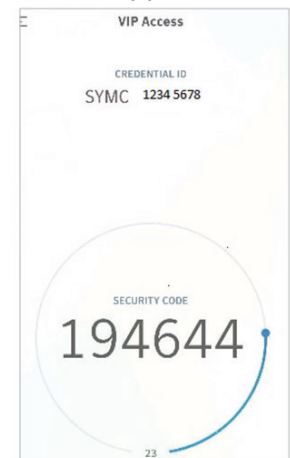 VIP Access
CREDENTIAL ID
SYMC 1234 5678
SECURITY CODE
194644
23